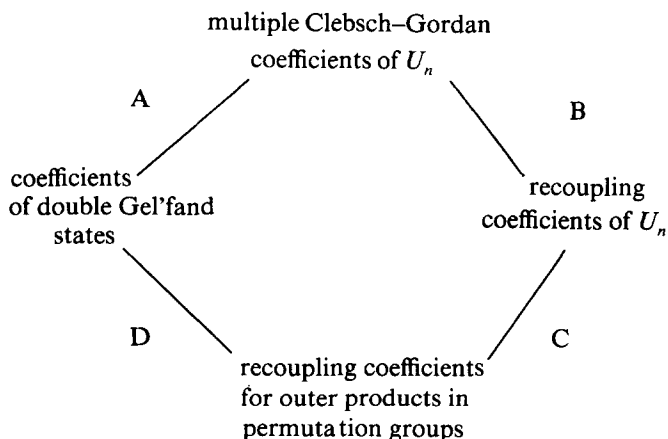 multiple Clebsch–Gordan
coefficients of Uₙ
A
B
coefficients
of double Gel'fand
states
recoupling
coefficients of Uₙ
D
C
recoupling coefficients
for outer products in
permutation groups